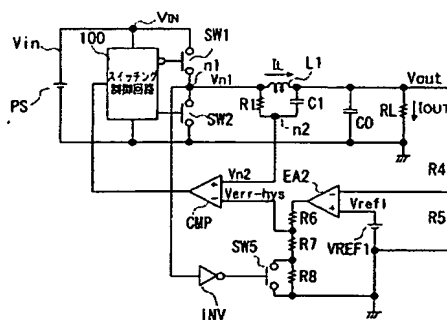 VIN
Vin
100
SW1
n1
Vn1
IL
L1
Vout
スイッチング
制御回路
PS
R1
C1
SW2
n2
CO
RL
IOUT
Vn2
EA2
R4
Verr-hys
Vref1
CMP
R6
R5
SW5
R7
VREF1
R8
INV